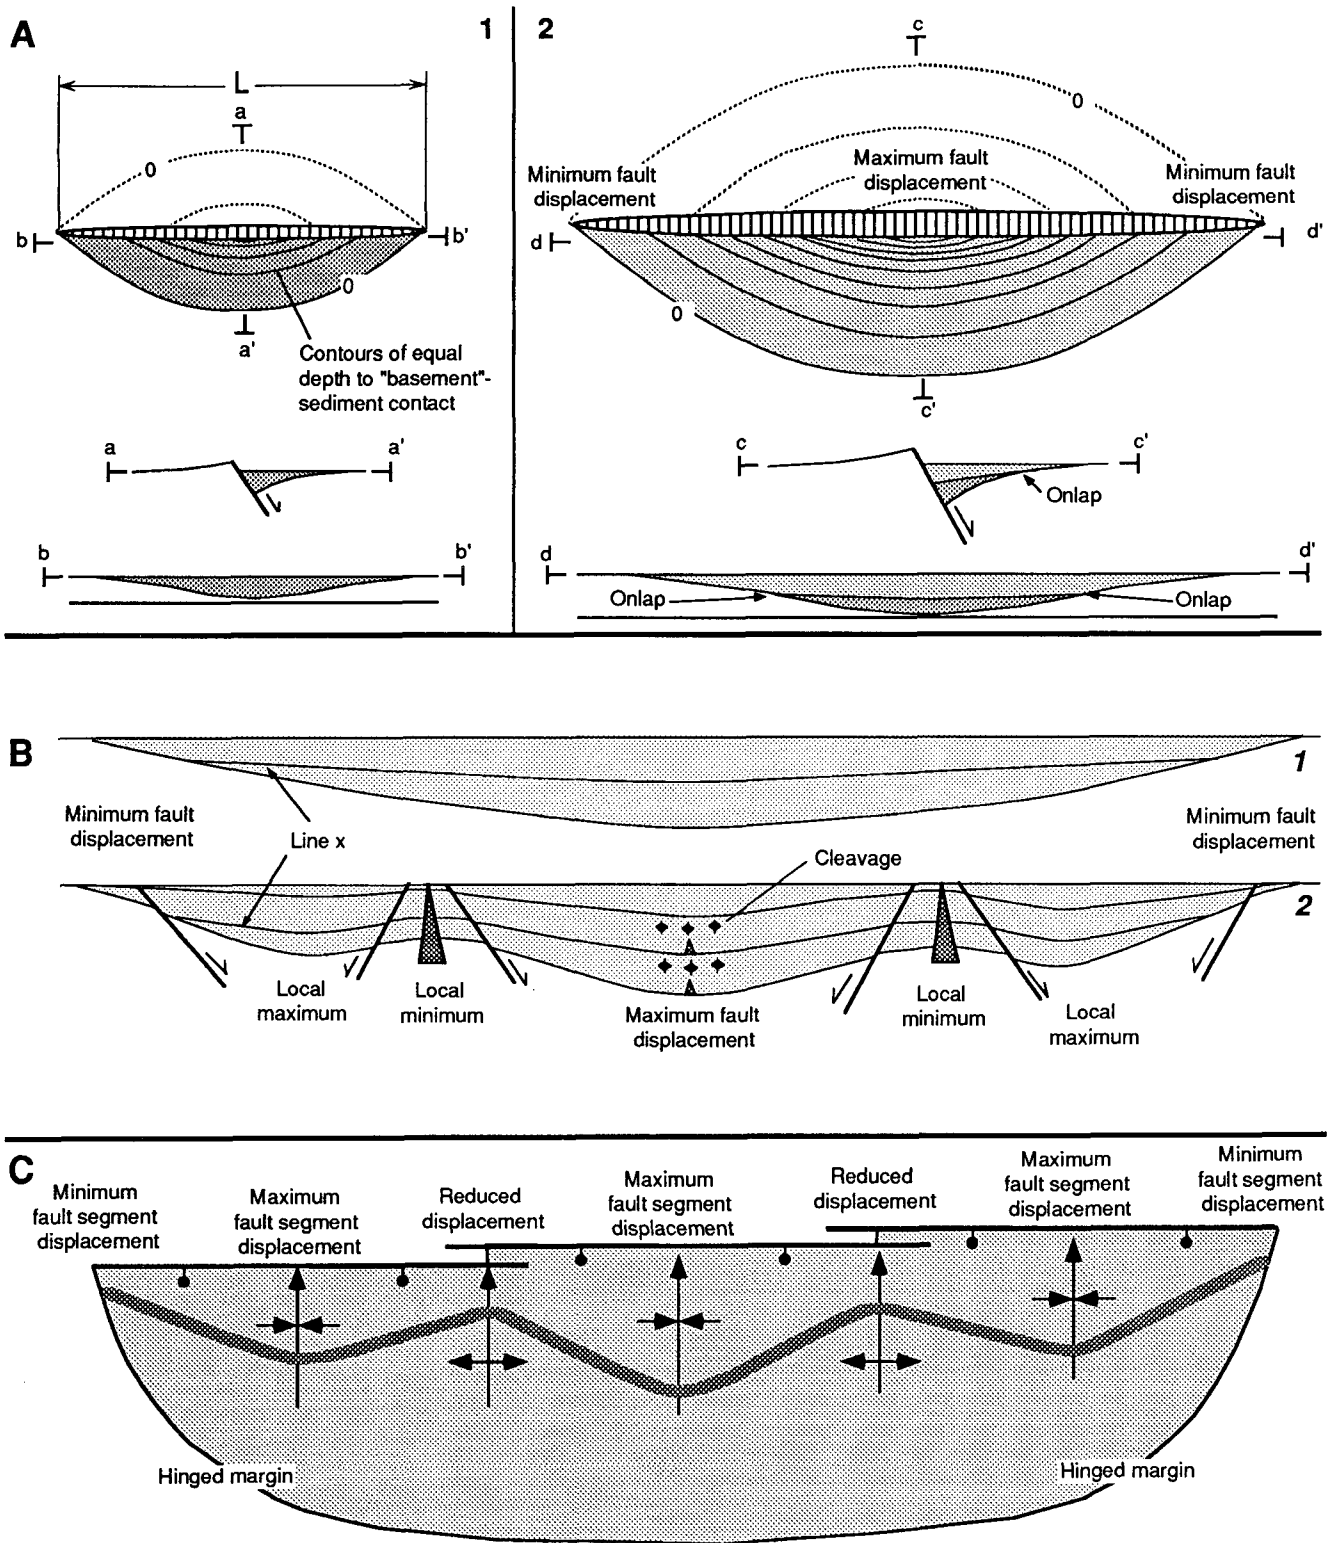 A
1
L
a
0
b
b'
0
a'
Contours of equal
depth to "basement"-
sediment contact
a
a'
b
b'
2
c
0
Minimum fault
displacement
Maximum fault
displacement
Minimum fault
displacement
d
d'
0
c'
c
c'
Onlap
d
d'
Onlap
Onlap
B
1
Minimum fault
displacement
Line x
Minimum fault
displacement
Cleavage
2
Local
maximum
Local
minimum
Maximum fault
displacement
Local
minimum
Local
maximum
C
Minimum
fault segment
displacement
Maximum
fault segment
displacement
Reduced
displacement
Maximum
fault segment
displacement
Reduced
displacement
Maximum
fault segment
displacement
Minimum
fault segment
displacement
Hinged margin
Hinged margin